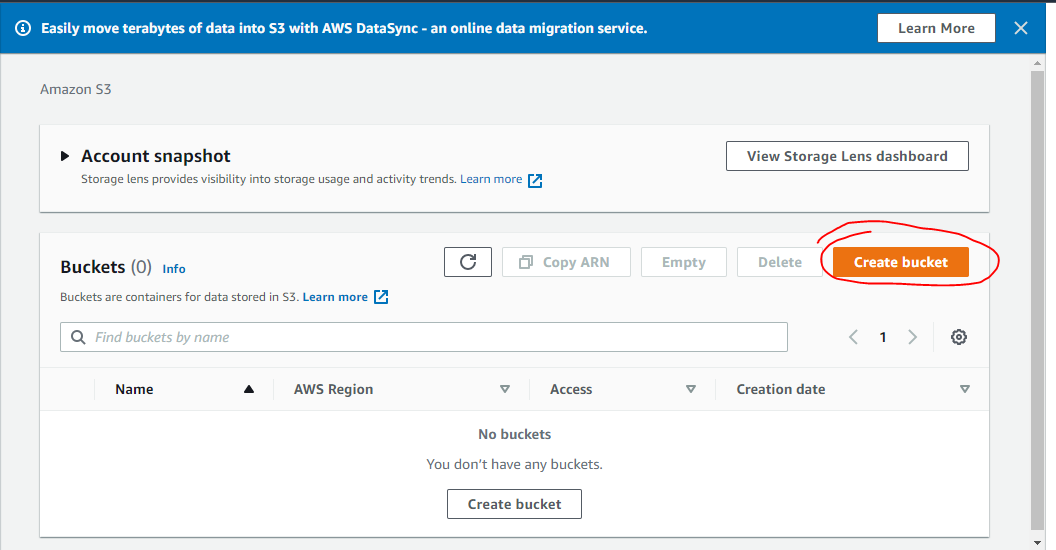 Easily move terabytes of data into S3 with AWS DataSync - an online data migration service. Learn More
Amazon S3
Account snapshot View Storage Lens dashboard
Storage lens provides visibility into storage usage and activity trends. Learn more
Buckets (0) Info Copy ARN Empty Delete Create bucket
Buckets are containers for data stored in S3. Learn more
Find buckets by name 1
Name AWS Region Access Creation date
No buckets
You don't have any buckets.
Create bucket